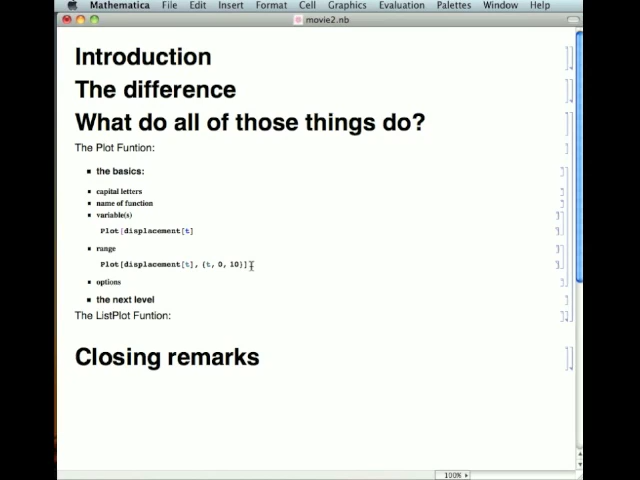 Mathematica File Edit Insert Format Cell Graphics Evaluation Palettes Window Help
movie2.nb
Introduction
The difference
What do all of those things do?
The Plot Funtion:
the basics:
capital letters
name of function
variable(s)
Plot[displacement[t]
range
Plot[displacement[t], {t, 0, 10}]
options
the next level
The ListPlot Funtion:
Closing remarks
100%